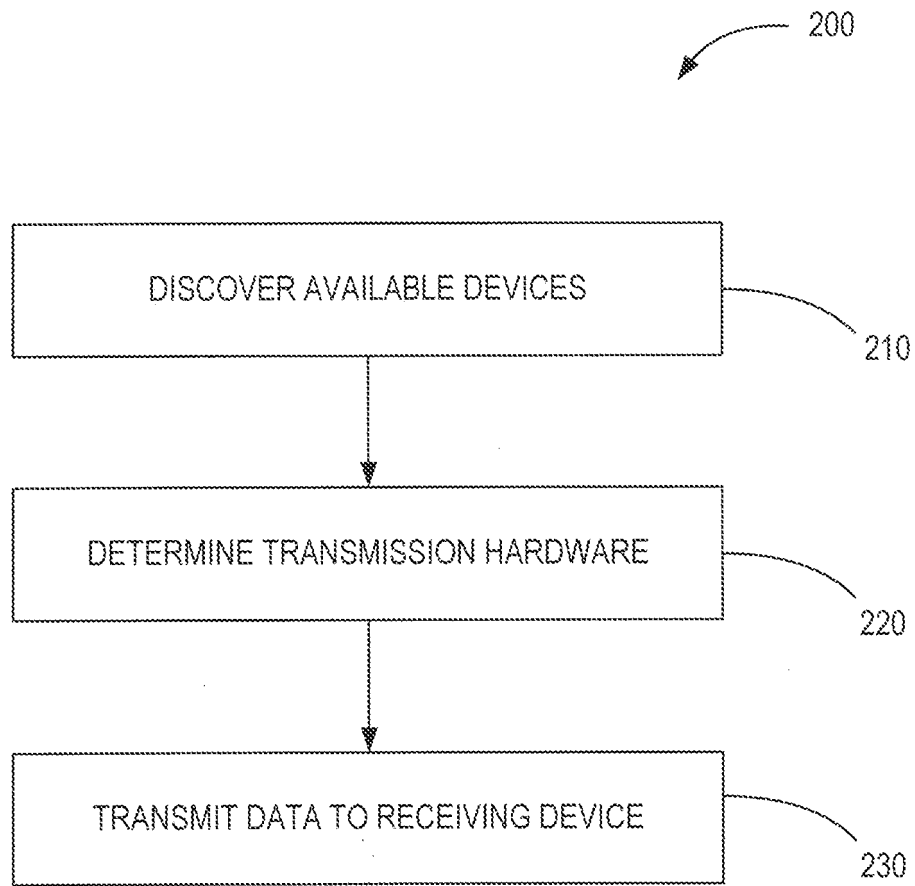 200
DISCOVER AVAILABLE DEVICES
210
DETERMINE TRANSMISSION HARDWARE
220
TRANSMIT DATA TO RECEIVING DEVICE
230